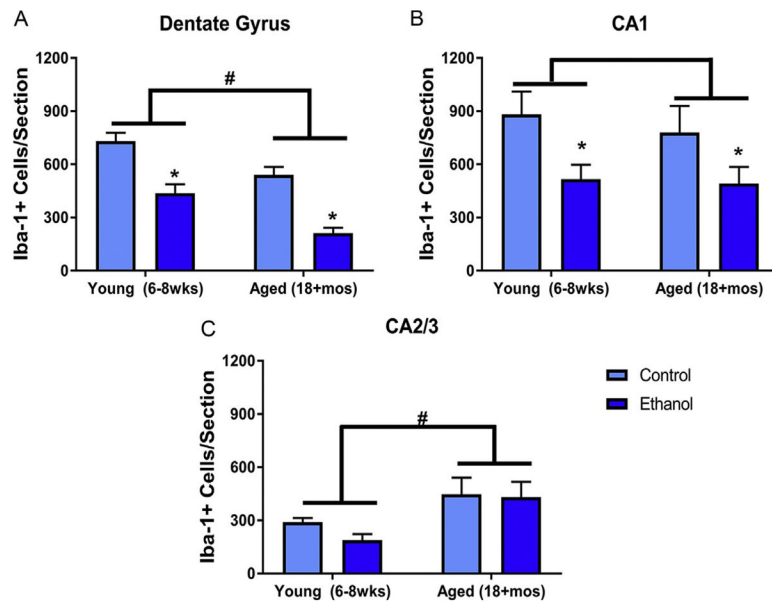 A
Dentate Gyrus
Iba-1+ Cells/Section
1200
900
600
300
0
#
*
*
Young (6-8wks)
Aged (18+mos)
B
CA1
Iba-1+ Cells/Section
1200
900
600
300
0
*
*
Young (6-8wks)
Aged (18+mos)
C
CA2/3
Iba-1+ Cells/Section
1200
900
600
300
0
#
Young (6-8wks)
Aged (18+mos)
Control
Ethanol